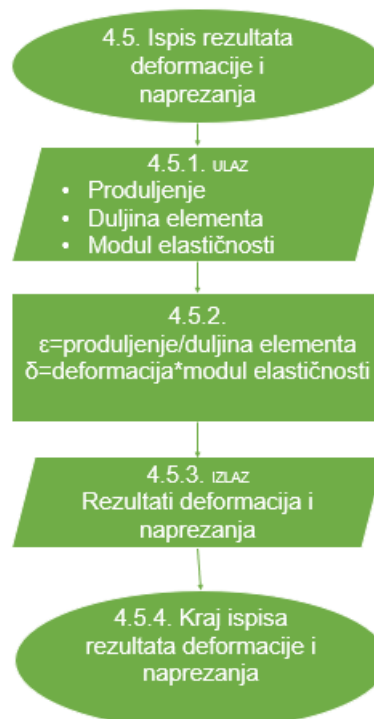 4.5. Ispis rezultata
deformacije i
naprezanja
4.5.1. ULAZ
• Produljenje
• Duljina elementa
• Modul elastičnosti
4.5.2.
ε=produljenje/duljina elementa
δ=deformacija*modul elastičnosti
4.5.3. IZLAZ
Rezultati deformacija i
naprezanja
4.5.4. Kraj ispisa
rezultata deformacije i
naprezanja